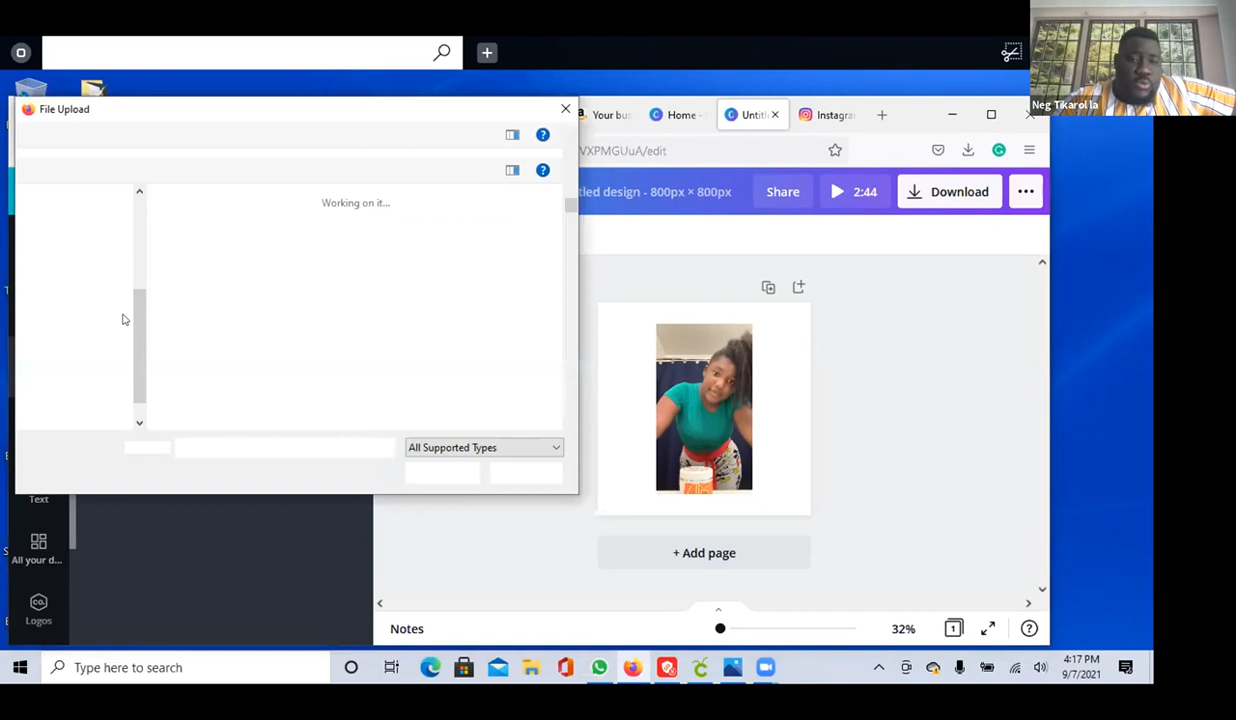 Neg Tikarol la
File Upload
Your bu
Home -
Untitl
Instagra
VXPMGUuA/edit
Working on it...
tled design - 800px × 800px
Share
2:44
Download
All Supported Types
Text
All your d...
CO.
Logos
+ Add page
Notes
32%
1
Type here to search
4:17 PM
9/7/2021